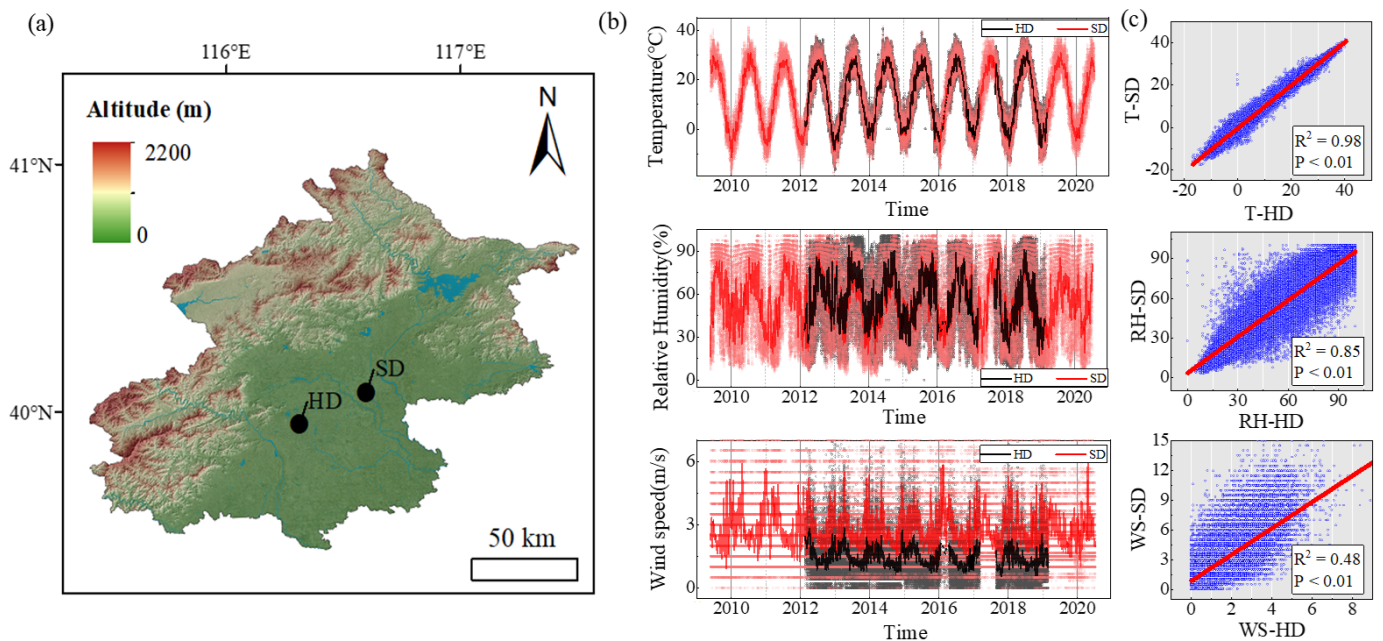 (a)
116°E
117°E
Altitude (m)
2200
0
N
41°N
40°N
SD
HD
50 km
(b)
Temperature(°C)
40
20
0
HD
SD
2010
2012
2014
2016
2018
2020
Time
Relative Humidity(%)
90
60
30
0
HD
SD
2010
2012
2014
2016
2018
2020
Time
Wind speed(m/s)
6
3
0
HD
SD
2010
2012
2014
2016
2018
2020
Time
(c)
T-SD
40
20
0
-20
R² = 0.98
P < 0.01
-20
0
20
40
T-HD
RH-SD
90
60
30
0
R² = 0.85
P < 0.01
0
30
60
90
RH-HD
WS-SD
15
12
9
6
3
0
R² = 0.48
P < 0.01
0
2
4
6
8
WS-HD